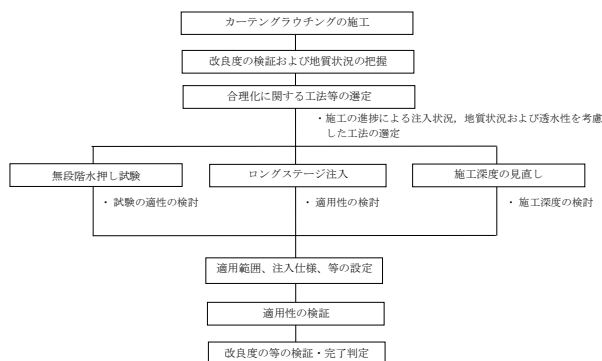 カーテングラウチングの施工
改良度の検証および地質状況の把握
合理化に関する工法等の選定
・施工の進捗による注入状況，地質状況および透水性を考慮
した工法の選定
無段階水押し試験
ロングステージ注入
施工深度の見直し
・ 試験の適性の検討
・ 適用性の検討
・ 施工深度の検討
適用範囲、注入仕様、等の設定
適用性の検証
改良度の等の検証・完了判定